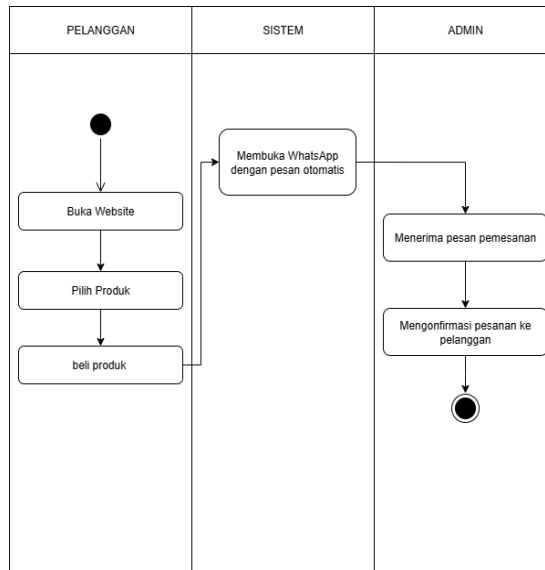 PELANGGAN
SISTEM
ADMIN
Buka Website
Pilih Produk
beli produk
Membuka WhatsApp
dengan pesan otomatis
Menerima pesan pemesanan
Mengonfirmasi pesanan ke
pelanggan